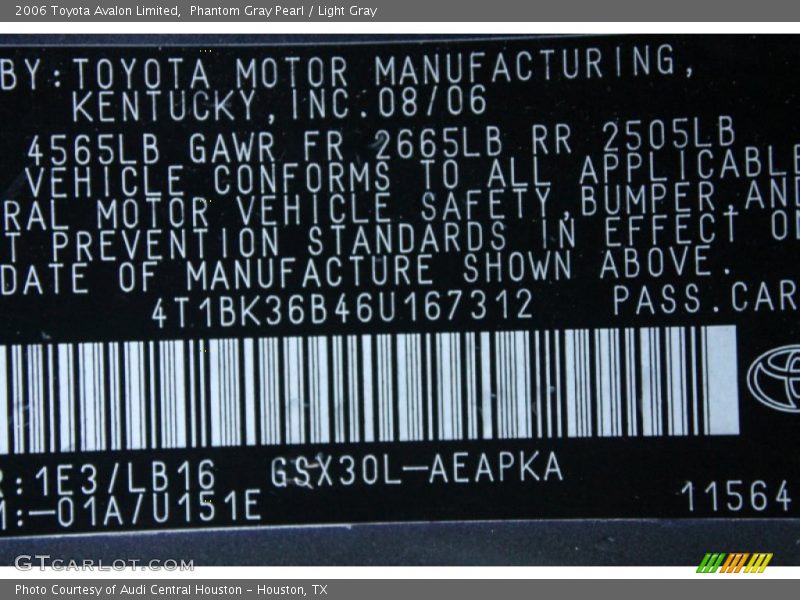 2006 Toyota Avalon Limited,  Phantom Gray Pearl / Light Gray
BY:TOYOTA MOTOR MANUFACTURING,
KENTUCKY,INC.08/06
4565LB GAWR FR 2665LB RR 2505LB
VEHICLE CONFORMS TO ALL APPLICABLE
RAL MOTOR VEHICLE SAFETY,BUMPER,AND
T PREVENTION STANDARDS IN EFFECT ON
DATE OF MANUFACTURE SHOWN ABOVE.
4T1BK36B46U167312 PASS.CAR
R:1E3/LB16 GSX30L-AEAPKA
:-01A/U151E
11564
GTCARLOT.COM
Photo Courtesy of Audi Central Houston - Houston, TX